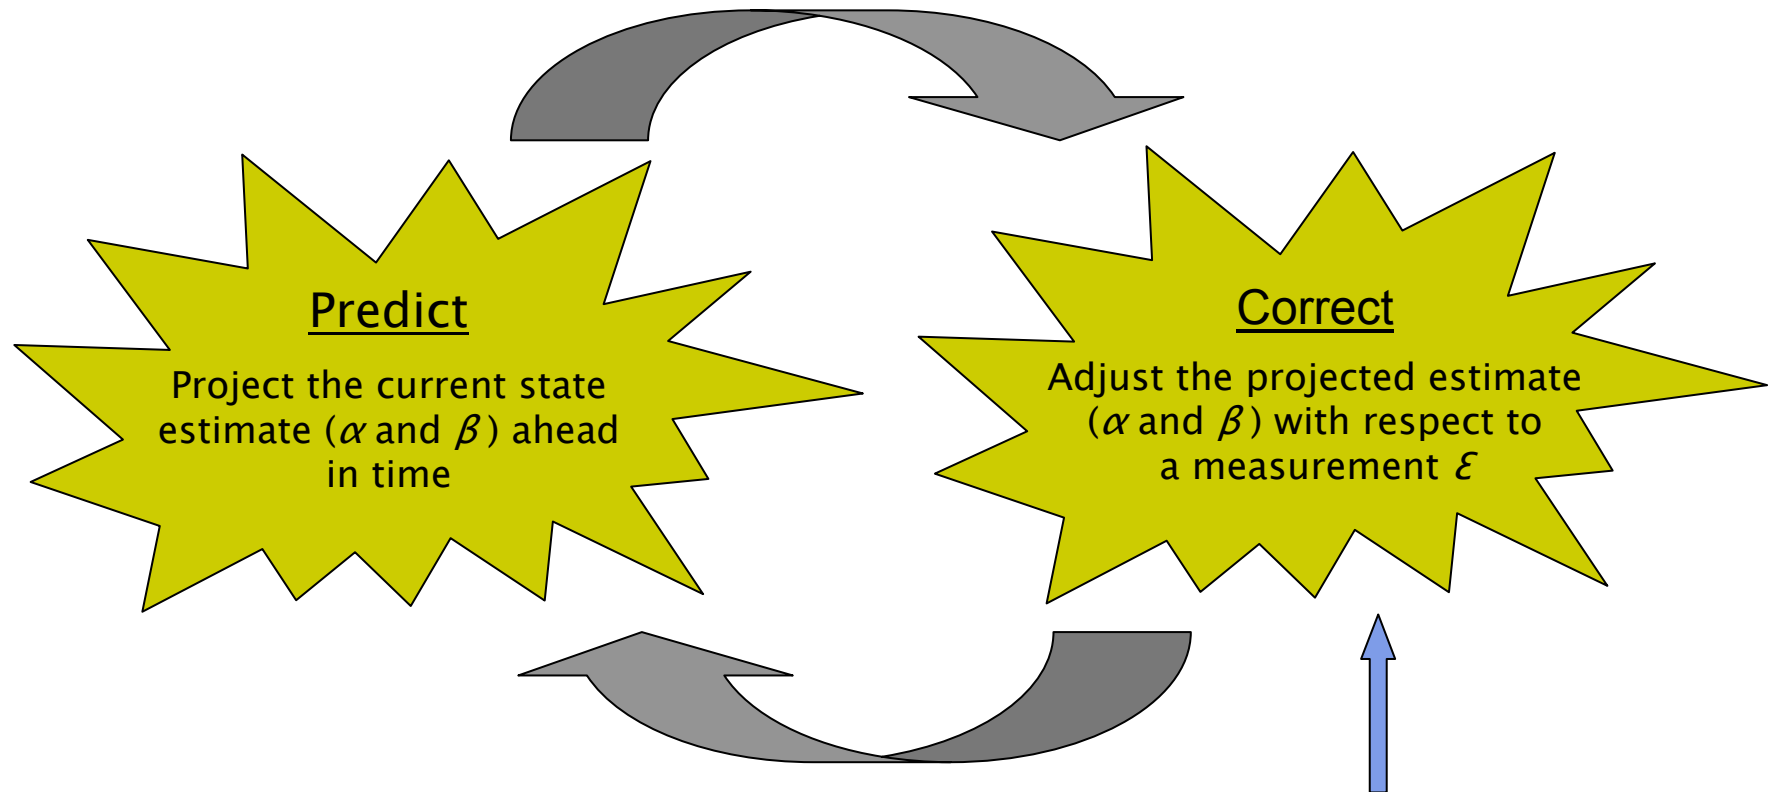 Predict
Project the current state
estimate (α and β ) ahead
in time
Correct
Adjust the projected estimate
(α and β ) with respect to
a measurement ε